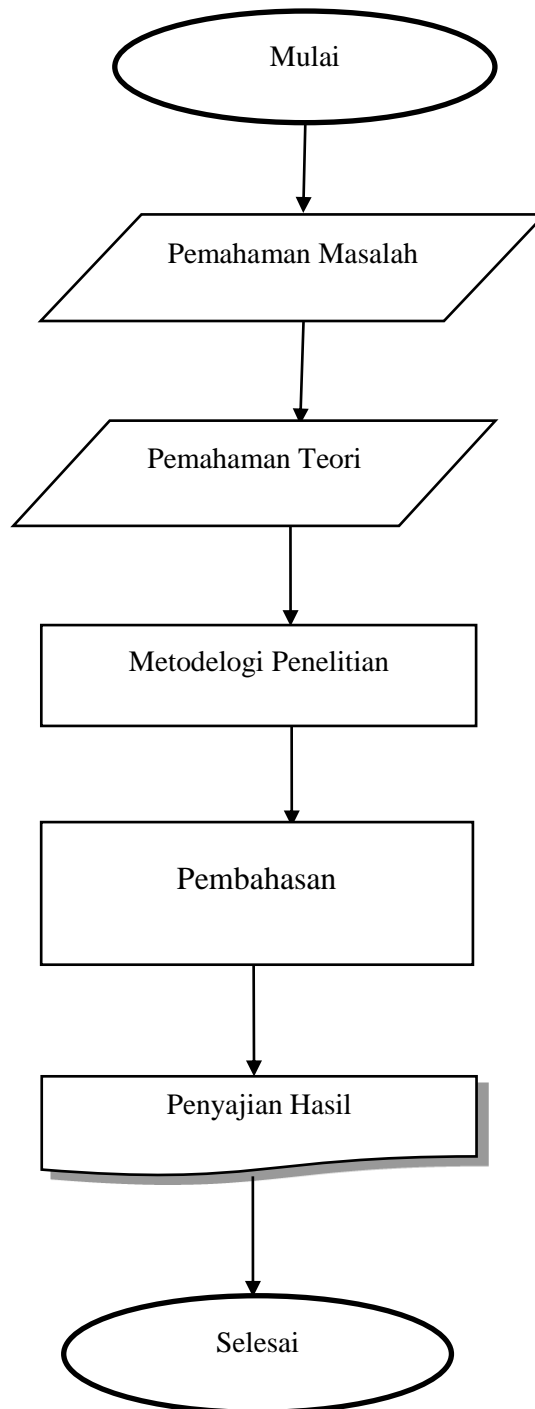 Mulai
Pemahaman Masalah
Pemahaman Teori
Metodelogi Penelitian
Pembahasan
Penyajian Hasil
Selesai